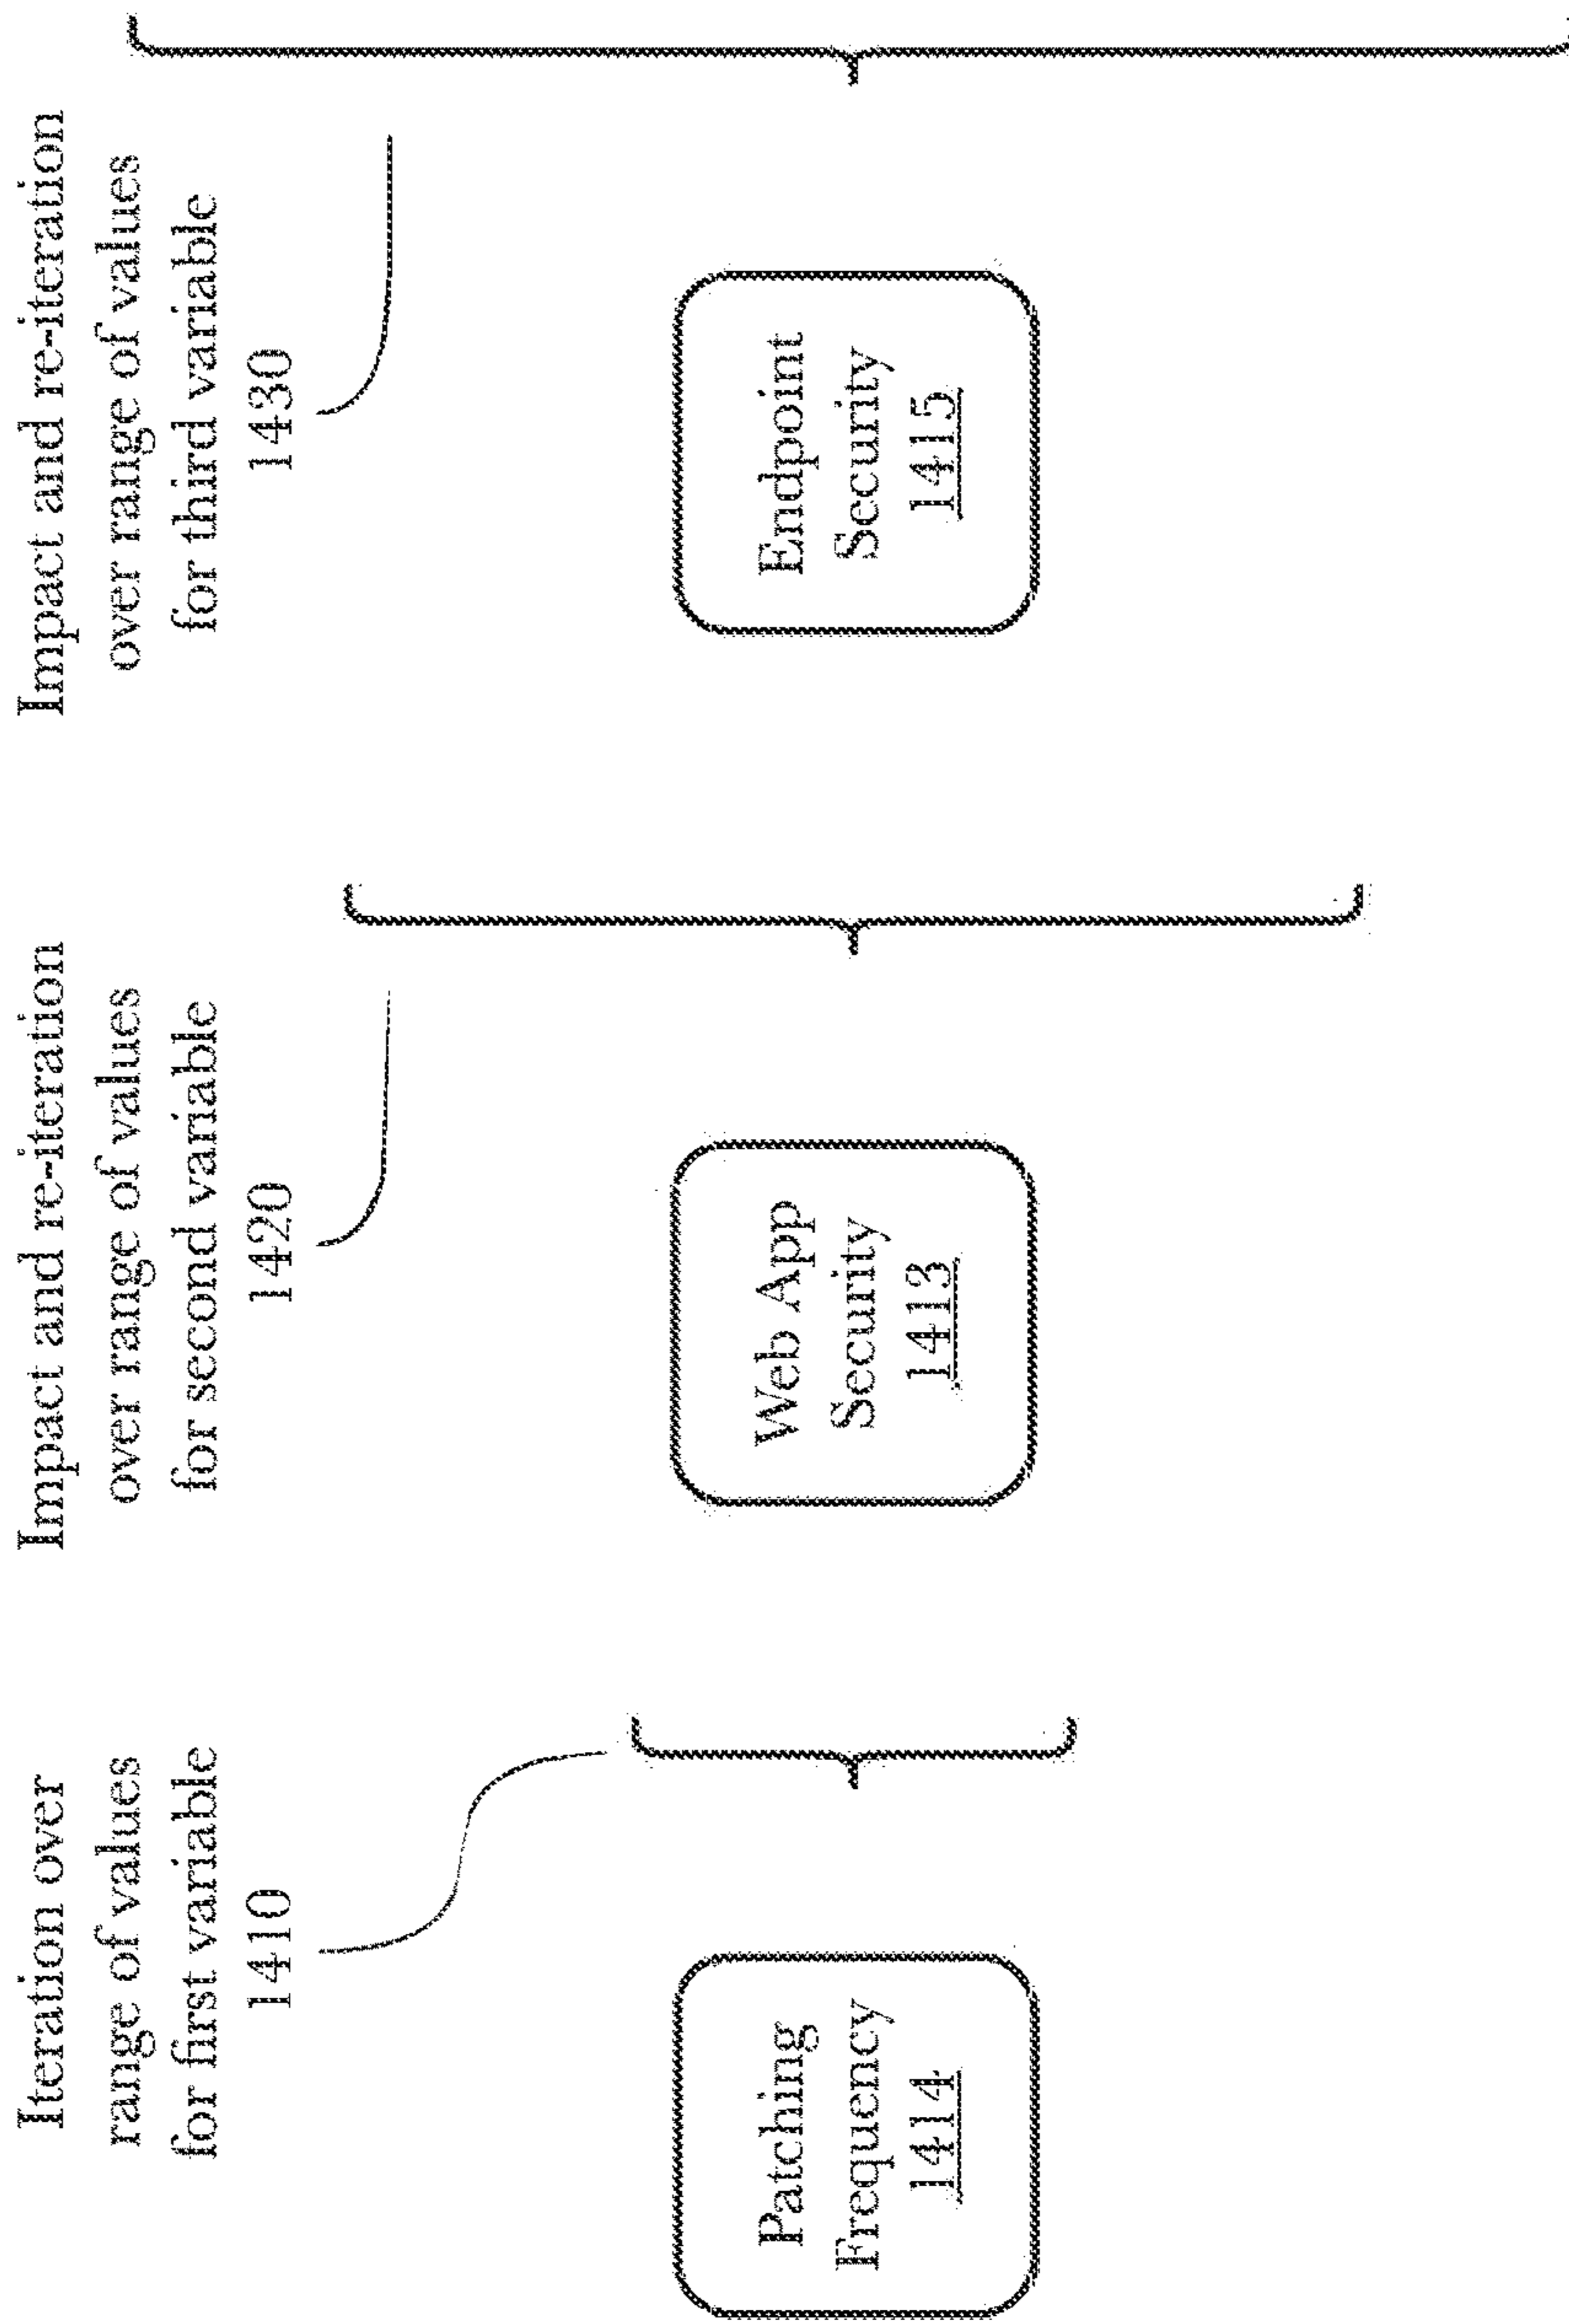 Iteration over
range of values
for first variable
1410
Impact and re-iteration
over range of values
for second variable
1420
Impact and re-iteration
over range of values
for third variable
1430
Patching
Frequency
1414
Web App
Security
1413
Endpoint
Security
1415